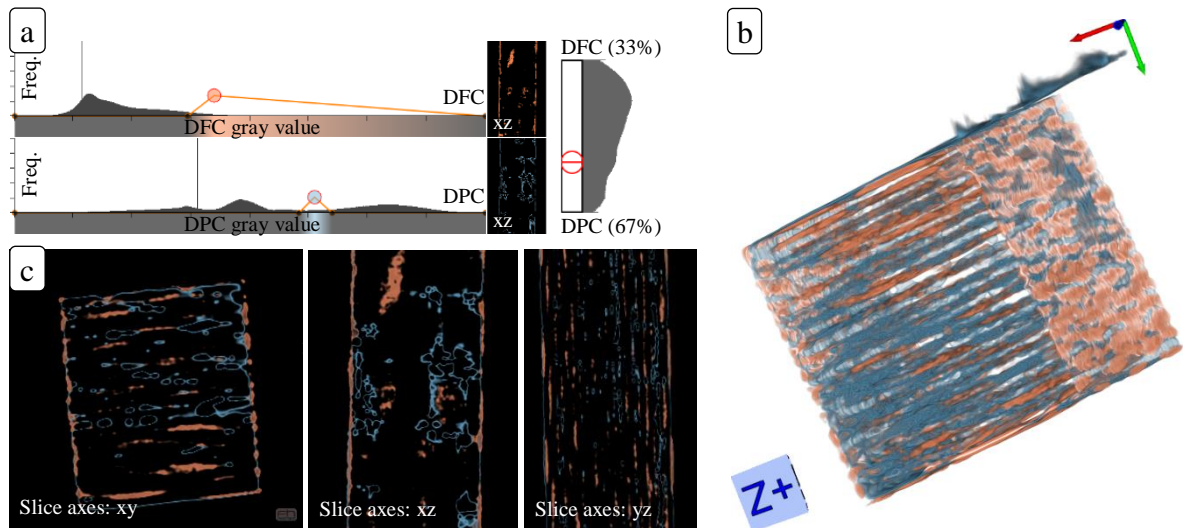 a
Freq.
DFC
DFC gray value
xz
Freq.
DPC
DPC gray value
xz
DFC (33%)
DPC (67%)
b
Z+
c
Slice axes: xy
Slice axes: xz
Slice axes: yz